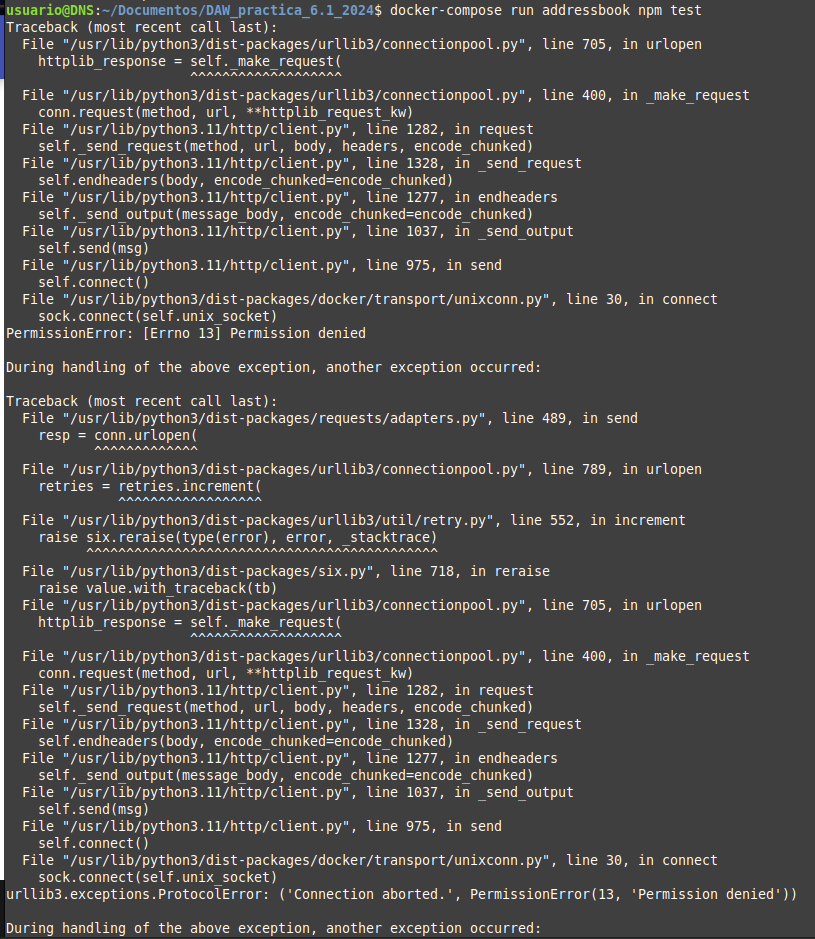 usuario@DNS:~/Documentos/DAW_practica_6.1_2024$ docker-compose run addressbook npm test
Traceback (most recent call last):
  File "/usr/lib/python3/dist-packages/urllib3/connectionpool.py", line 705, in urlopen
    httplib_response = self._make_request(
                       ^^^^^^^^^^^^^^^^^^^
  File "/usr/lib/python3/dist-packages/urllib3/connectionpool.py", line 400, in _make_request
    conn.request(method, url, **httplib_request_kw)
  File "/usr/lib/python3.11/http/client.py", line 1282, in request
    self._send_request(method, url, body, headers, encode_chunked)
  File "/usr/lib/python3.11/http/client.py", line 1328, in _send_request
    self.endheaders(body, encode_chunked=encode_chunked)
  File "/usr/lib/python3.11/http/client.py", line 1277, in endheaders
    self._send_output(message_body, encode_chunked=encode_chunked)
  File "/usr/lib/python3.11/http/client.py", line 1037, in _send_output
    self.send(msg)
  File "/usr/lib/python3.11/http/client.py", line 975, in send
    self.connect()
  File "/usr/lib/python3/dist-packages/docker/transport/unixconn.py", line 30, in connect
    sock.connect(self.unix_socket)
PermissionError: [Errno 13] Permission denied

During handling of the above exception, another exception occurred:

Traceback (most recent call last):
  File "/usr/lib/python3/dist-packages/requests/adapters.py", line 489, in send
    resp = conn.urlopen(
           ^^^^^^^^^^^^^
  File "/usr/lib/python3/dist-packages/urllib3/connectionpool.py", line 789, in urlopen
    retries = retries.increment(
              ^^^^^^^^^^^^^^^^^^
  File "/usr/lib/python3/dist-packages/urllib3/util/retry.py", line 552, in increment
    raise six.reraise(type(error), error, _stacktrace)
          ^^^^^^^^^^^^^^^^^^^^^^^^^^^^^^^^^^^^^^^^^^^^
  File "/usr/lib/python3/dist-packages/six.py", line 718, in reraise
    raise value.with_traceback(tb)
  File "/usr/lib/python3/dist-packages/urllib3/connectionpool.py", line 705, in urlopen
    httplib_response = self._make_request(
                       ^^^^^^^^^^^^^^^^^^^
  File "/usr/lib/python3/dist-packages/urllib3/connectionpool.py", line 400, in _make_request
    conn.request(method, url, **httplib_request_kw)
  File "/usr/lib/python3.11/http/client.py", line 1282, in request
    self._send_request(method, url, body, headers, encode_chunked)
  File "/usr/lib/python3.11/http/client.py", line 1328, in _send_request
    self.endheaders(body, encode_chunked=encode_chunked)
  File "/usr/lib/python3.11/http/client.py", line 1277, in endheaders
    self._send_output(message_body, encode_chunked=encode_chunked)
  File "/usr/lib/python3.11/http/client.py", line 1037, in _send_output
    self.send(msg)
  File "/usr/lib/python3.11/http/client.py", line 975, in send
    self.connect()
  File "/usr/lib/python3/dist-packages/docker/transport/unixconn.py", line 30, in connect
    sock.connect(self.unix_socket)
urllib3.exceptions.ProtocolError: ('Connection aborted.', PermissionError(13, 'Permission denied'))

During handling of the above exception, another exception occurred: